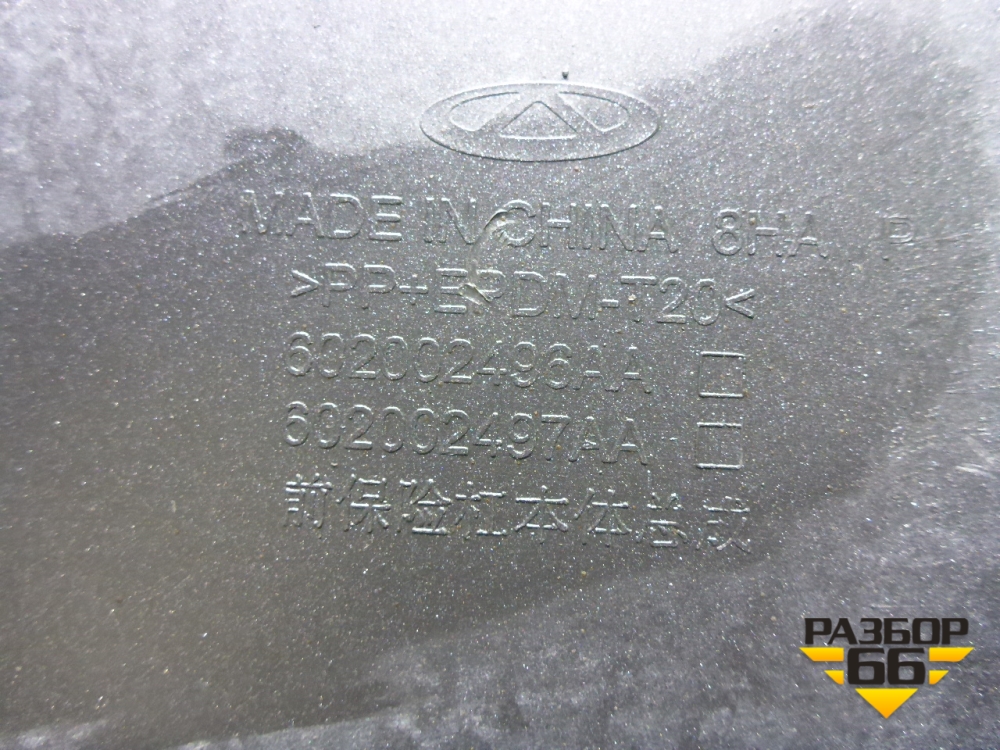 MADE IN CHINA 8HA P
>PP+EPDM-T20<
602002496AA
602002497AA
前保险杠本体总成
РАЗБОР
66